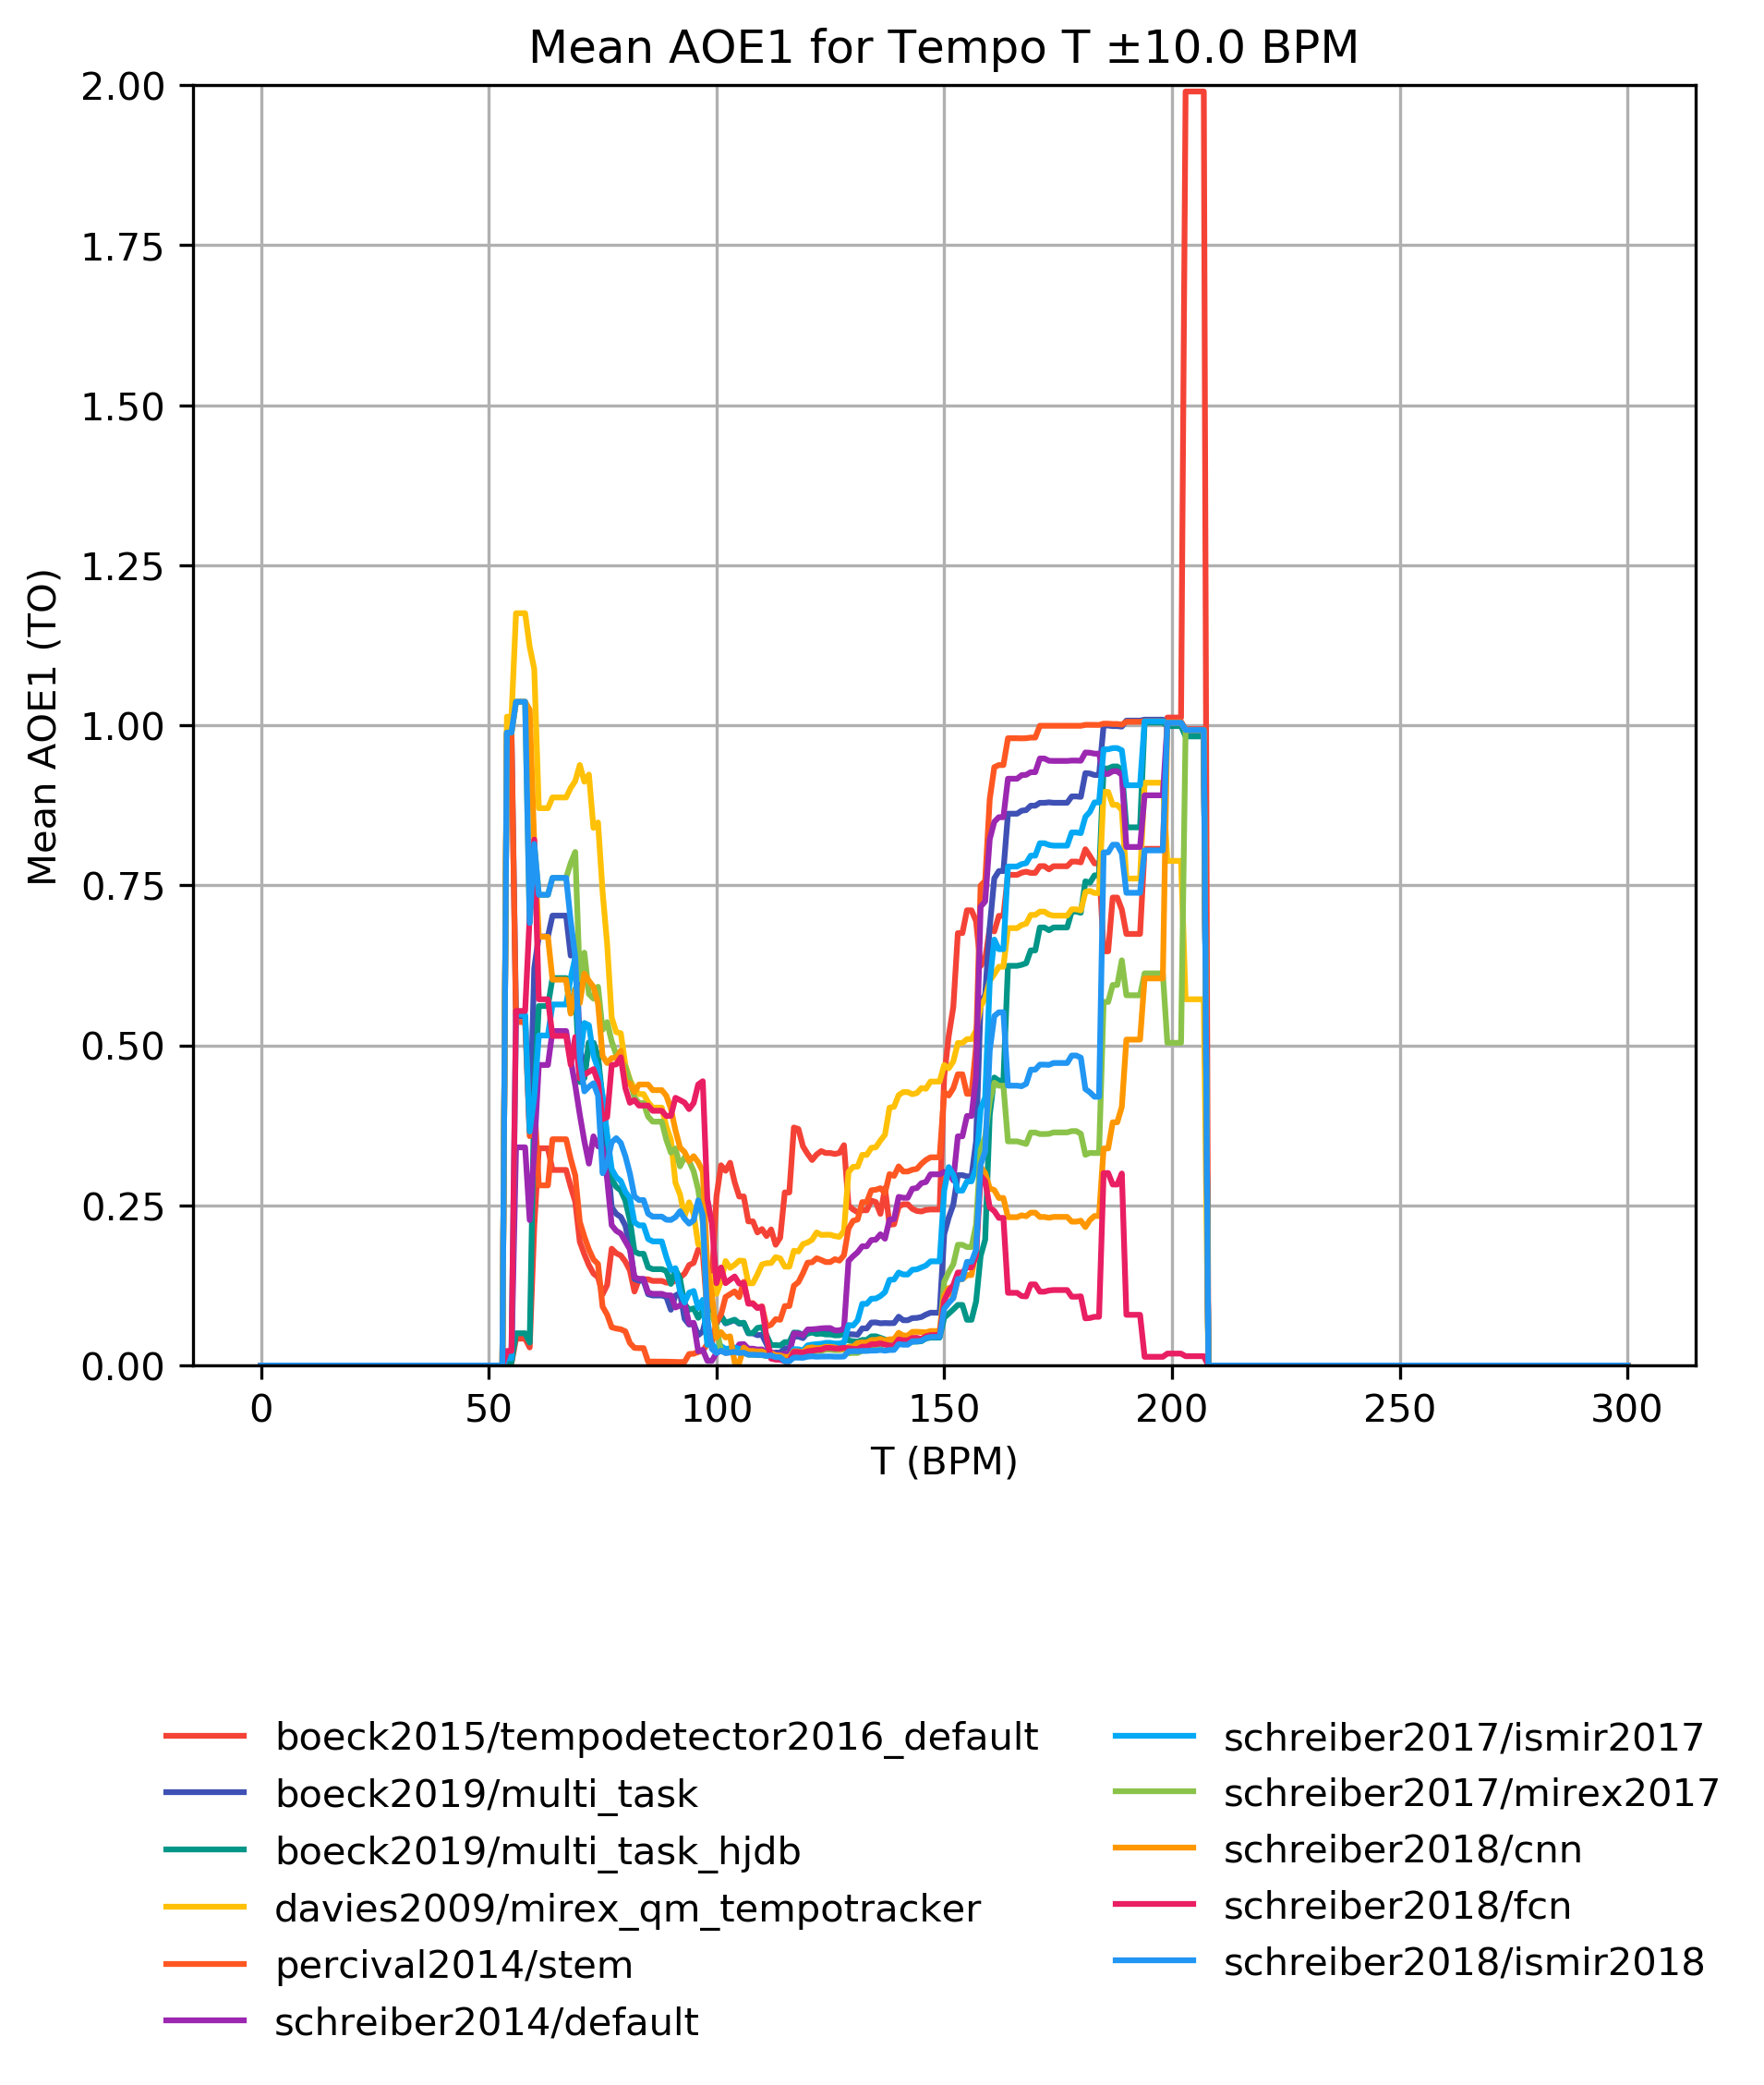 Mean AOE1 for Tempo T ±10.0 BPM
2.00
1.75
1.50
1.25
1.00
0.75
0.50
0.25
0.00
Mean AOE1 (TO)
0 50 100 150 200 250 300
T (BPM)
boeck2015/tempodetector2016_default
boeck2019/multi_task
boeck2019/multi_task_hjdb
davies2009/mirex_qm_tempotracker
percival2014/stem
schreiber2014/default
schreiber2017/ismir2017
schreiber2017/mirex2017
schreiber2018/cnn
schreiber2018/fcn
schreiber2018/ismir2018